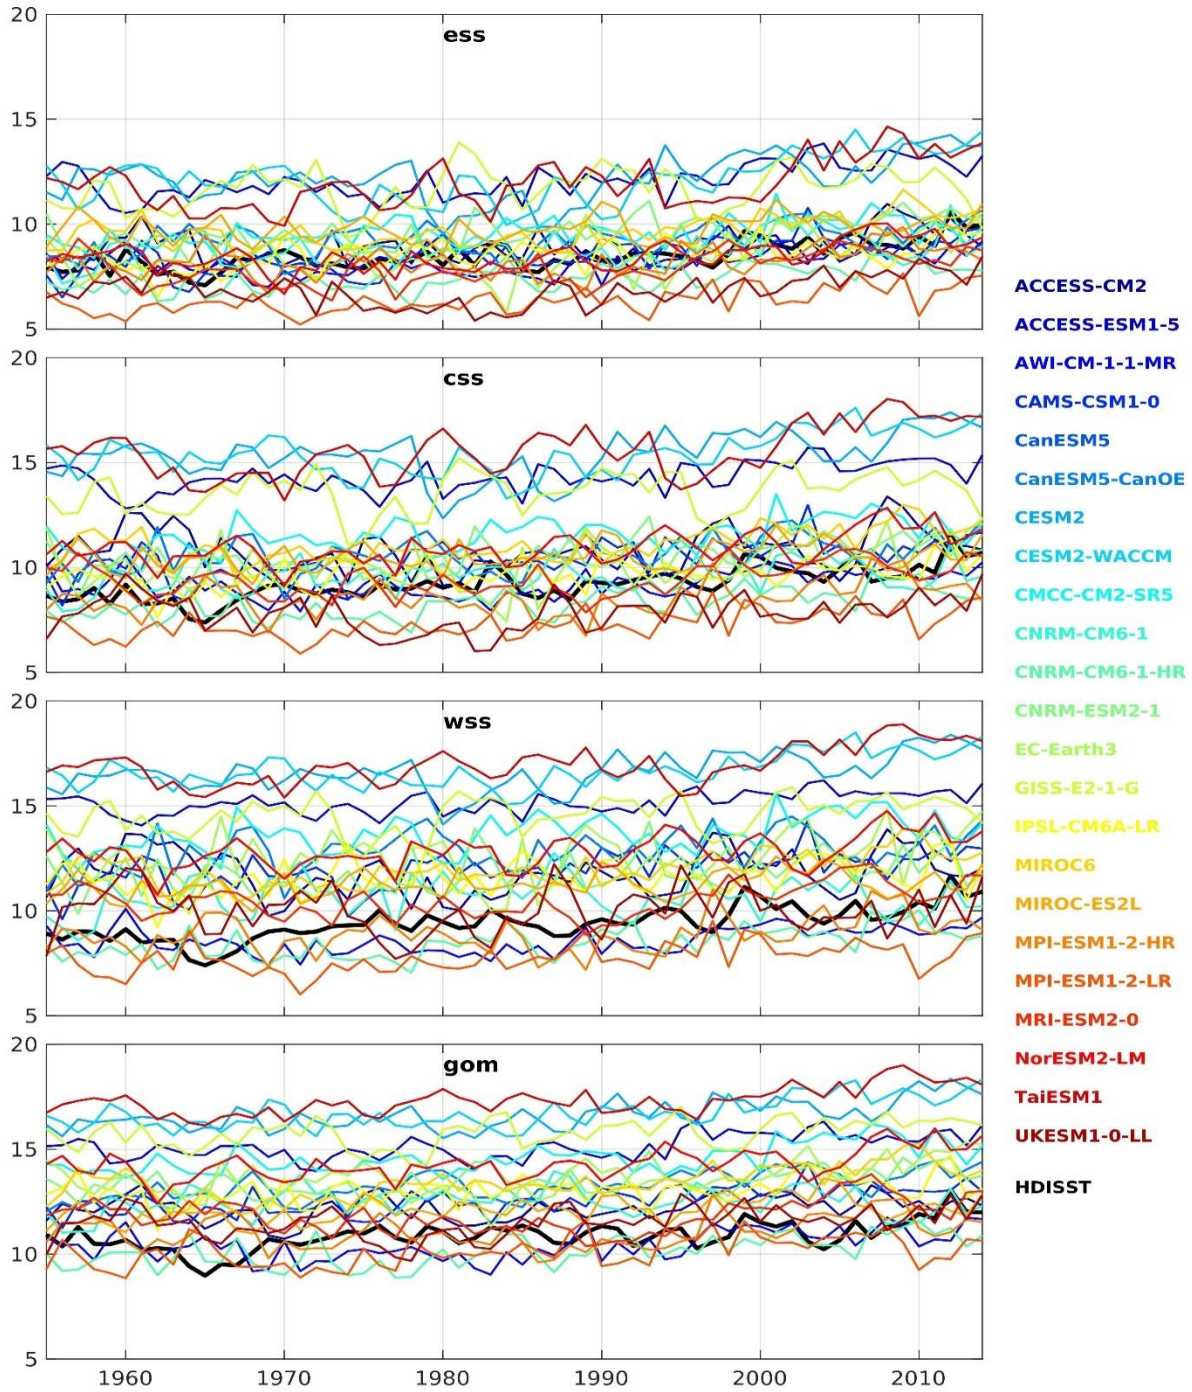 20
ess
15
10
5
20
css
15
10
5
20
wss
15
10
5
20
gom
15
10
5
1960 1970 1980 1990 2000 2010
ACCESS-CM2
ACCESS-ESM1-5
AWI-CM-1-1-MR
CAMS-CSM1-0
CanESM5
CanESM5-CanOE
CESM2
CESM2-WACCM
CMCC-CM2-SR5
CNRM-CM6-1
CNRM-CM6-1-HR
CNRM-ESM2-1
EC-Earth3
GISS-E2-1-G
IPSL-CM6A-LR
MIROC6
MIROC-ES2L
MPI-ESM1-2-HR
MPI-ESM1-2-LR
MRI-ESM2-0
NorESM2-LM
TaiESM1
UKESM1-0-LL
HDISST